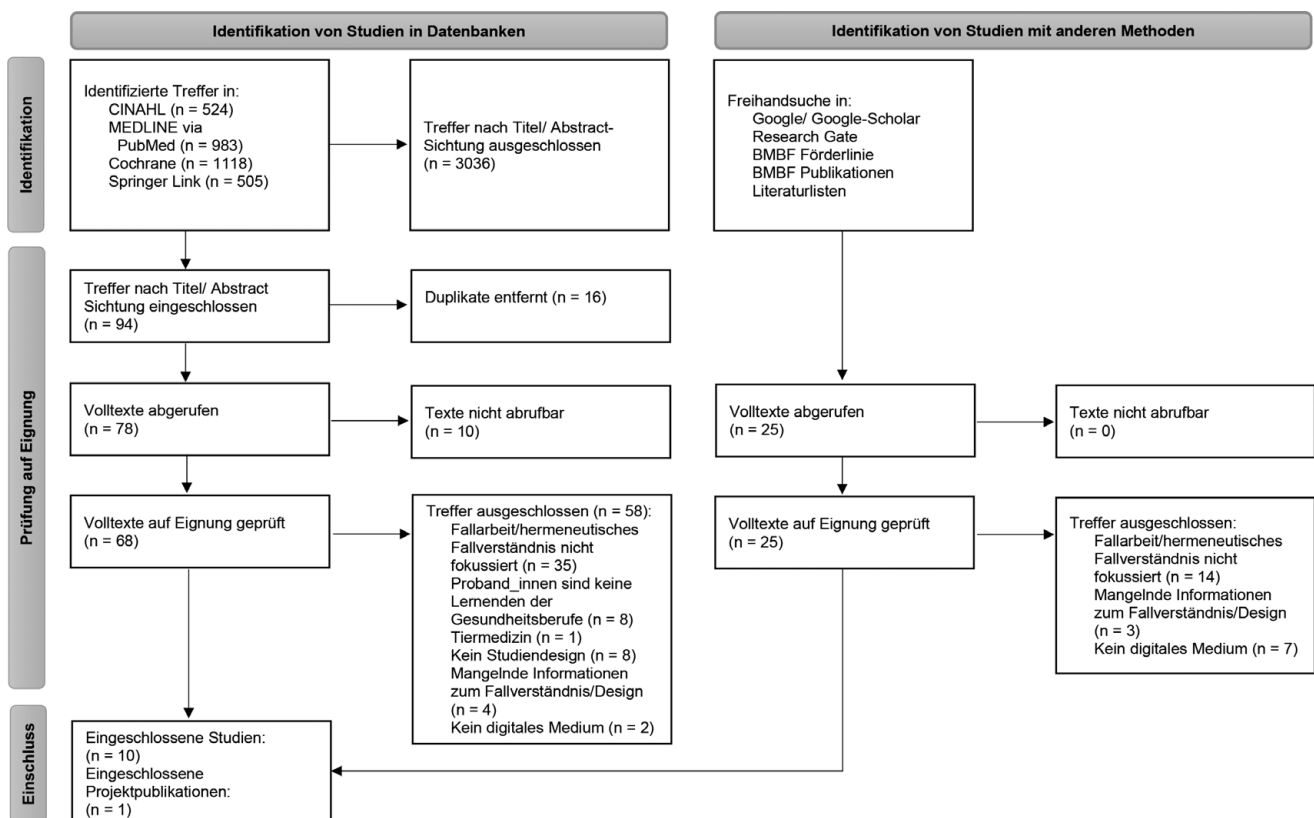 Identifikation von Studien in Datenbanken
Identifikation von Studien mit anderen Methoden
Identifikation
Identifizierte Treffer in:
CINAHL (n = 524)
MEDLINE via
PubMed (n = 983)
Cochrane (n = 1118)
Springer Link (n = 505)
Treffer nach Titel/ Abstract-
Sichtung ausgeschlossen
(n = 3036)
Freihandsuche in:
Google/ Google-Scholar
Research Gate
BMBF Förderlinie
BMBF Publikationen
Literaturlisten
Prüfung auf Eignung
Treffer nach Titel/ Abstract
Sichtung eingeschlossen
(n = 94)
Duplikate entfernt (n = 16)
Volltexte abgerufen
(n = 78)
Texte nicht abrufbar
(n = 10)
Volltexte abgerufen
(n = 25)
Texte nicht abrufbar
(n = 0)
Volltexte auf Eignung geprüft
(n = 68)
Treffer ausgeschlossen (n = 58):
Fallarbeit/hermeneutisches
Fallverständnis nicht
fokussiert (n = 35)
Proband_innen sind keine
Lernenden der
Gesundheitsberufe (n = 8)
Tiermedizin (n = 1)
Kein Studiendesign (n = 8)
Mangelnde Informationen
zum Fallverständnis/Design
(n = 4)
Kein digitales Medium (n = 2)
Volltexte auf Eignung geprüft
(n = 25)
Treffer ausgeschlossen:
Fallarbeit/hermeneutisches
Fallverständnis nicht
fokussiert (n = 14)
Mangelnde Informationen
zum Fallverständnis/Design
(n = 3)
Kein digitales Medium (n = 7)
Einschluss
Eingeschlossene Studien:
(n = 10)
Eingeschlossene
Projektpublikationen:
(n = 1)